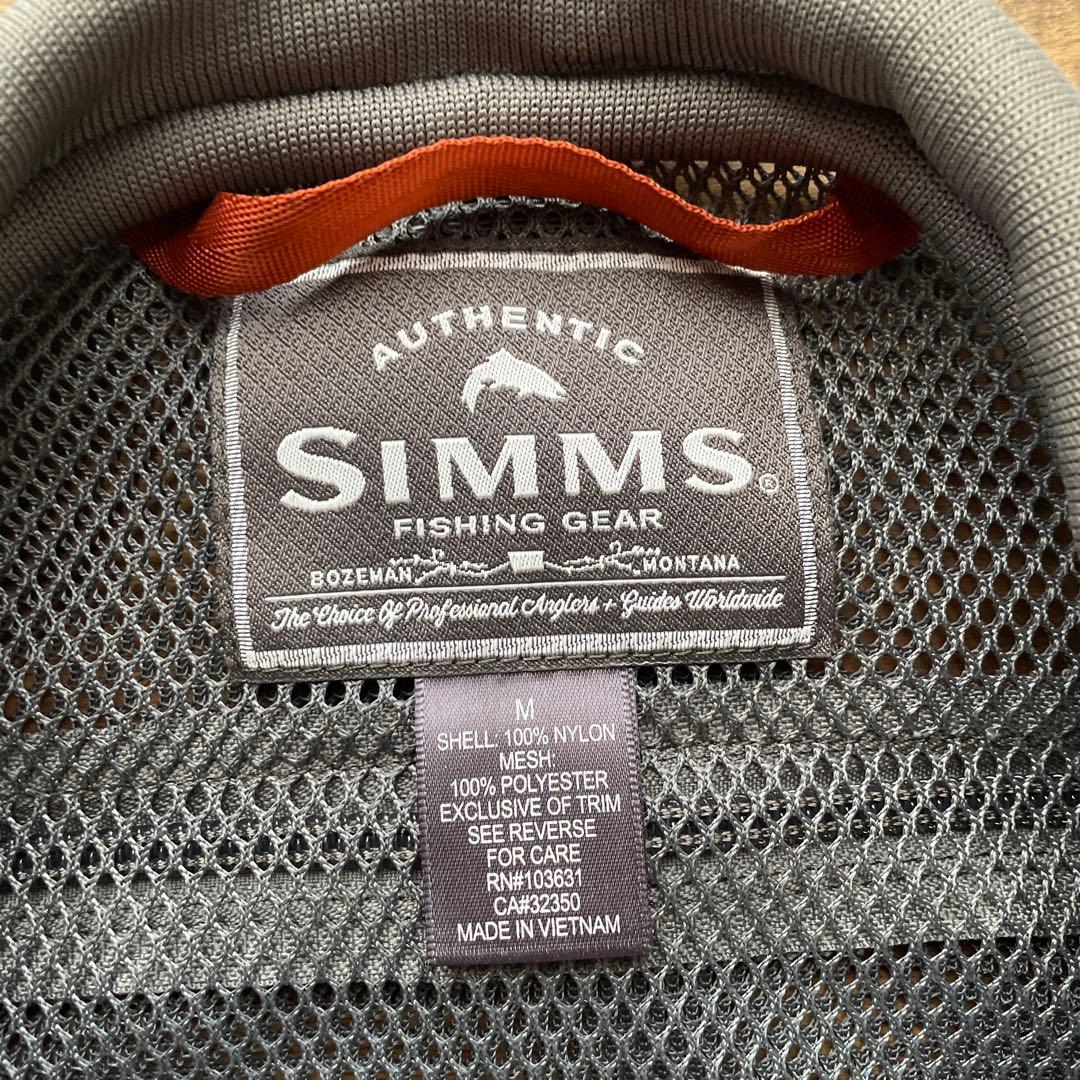 AUTHENTIC
SIMMS®
FISHING GEAR
BOZEMAN MONTANA
The Choice Of Professional Anglers + Guides Worldwide
M
SHELL: 100% NYLON
MESH:
100% POLYESTER
EXCLUSIVE OF TRIM
SEE REVERSE
FOR CARE
RN#103631
CA#32350
MADE IN VIETNAM